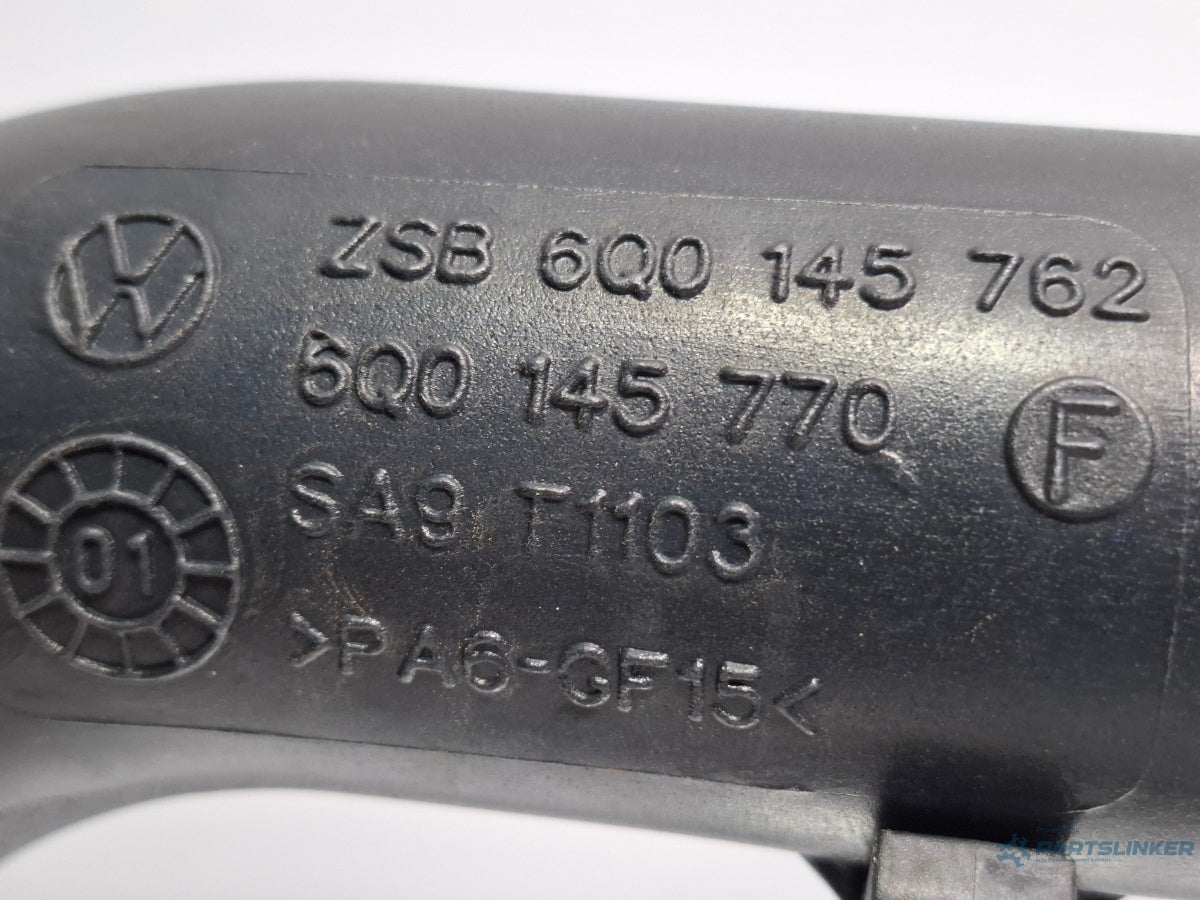 ZSB 6Q0 145 762
6Q0 145 770
F
SA9 T1103
01
>PA6-GF15<
PARTSLINKER